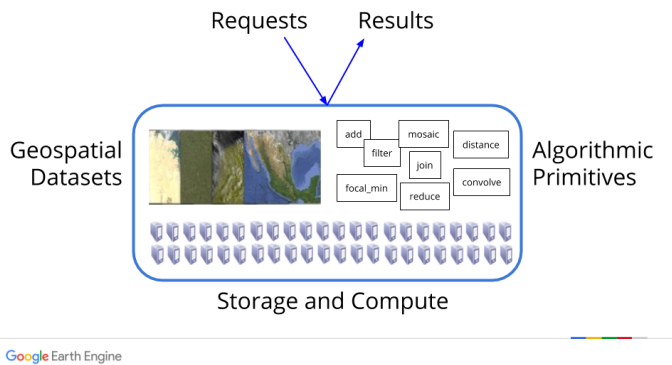 Requests
Results
Geospatial
Datasets
add
mosaic
filter
distance
join
focal_min
convolve
reduce
Algorithmic
Primitives
Storage and Compute
Google Earth Engine